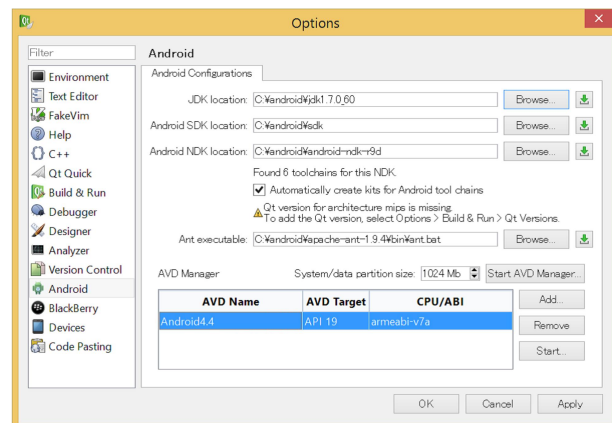 Options
Filter
Environment
Text Editor
FakeVim
Help
C++
Qt Quick
Build & Run
Debugger
Designer
Analyzer
Version Control
Android
BlackBerry
Devices
Code Pasting
Android
Android Configurations
JDK location: C:¥android¥jdk1.7.0_60 Browse...
Android SDK location: C:¥android¥sdk Browse...
Android NDK location: C:¥android¥android-ndk-r9d Browse...
Found 6 toolchains for this NDK.
Automatically create kits for Android tool chains
Qt version for architecture mips is missing.
To add the Qt version, select Options > Build & Run > Qt Versions.
Ant executable: C:¥android¥apache-ant-1.9.4¥bin¥ant.bat Browse...
AVD Manager System/data partition size: 1024 Mb Start AVD Manager...
AVD Name AVD Target CPU/ABI
Android4.4 API 19 armeabi-v7a
Add...
Remove
Start...
OK Cancel Apply